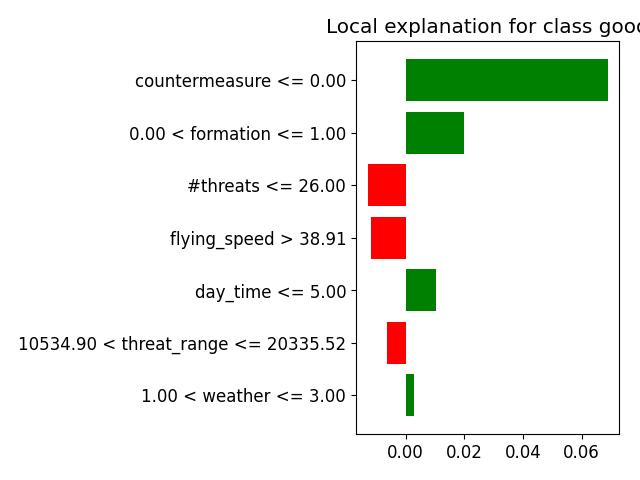 Local explanation for class good
countermeasure <= 0.00
0.00 < formation <= 1.00
#threats <= 26.00
flying_speed > 38.91
day_time <= 5.00
10534.90 < threat_range <= 20335.52
1.00 < weather <= 3.00
0.00 0.02 0.04 0.06